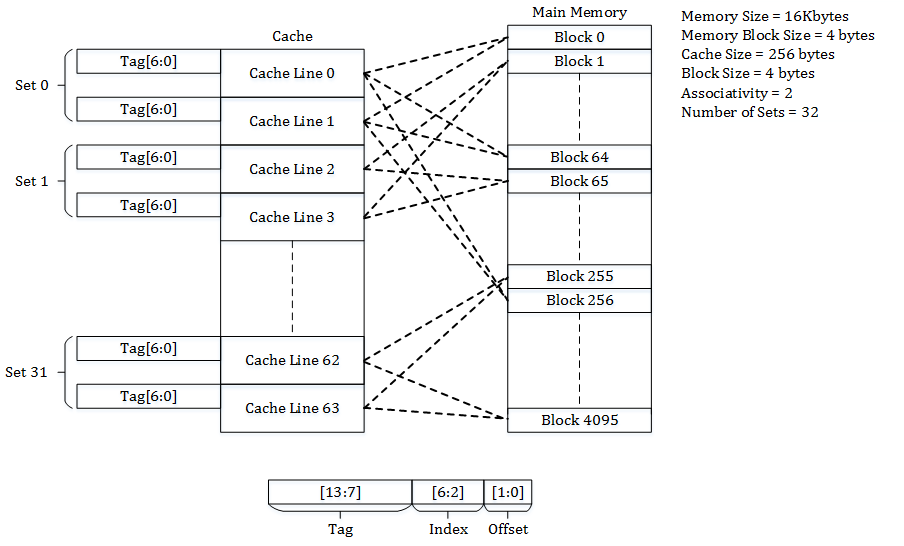 Main Memory
Cache
Memory Size = 16Kbytes
Memory Block Size = 4 bytes
Cache Size = 256 bytes
Block Size = 4 bytes
Associativity = 2
Number of Sets = 32
Set 0
Tag[6:0]
Cache Line 0
Block 0
Block 1
Tag[6:0]
Cache Line 1
Set 1
Tag[6:0]
Cache Line 2
Block 64
Block 65
Tag[6:0]
Cache Line 3
Block 255
Block 256
Set 31
Tag[6:0]
Cache Line 62
Tag[6:0]
Cache Line 63
Block 4095
[13:7] [6:2] [1:0]
Tag Index Offset